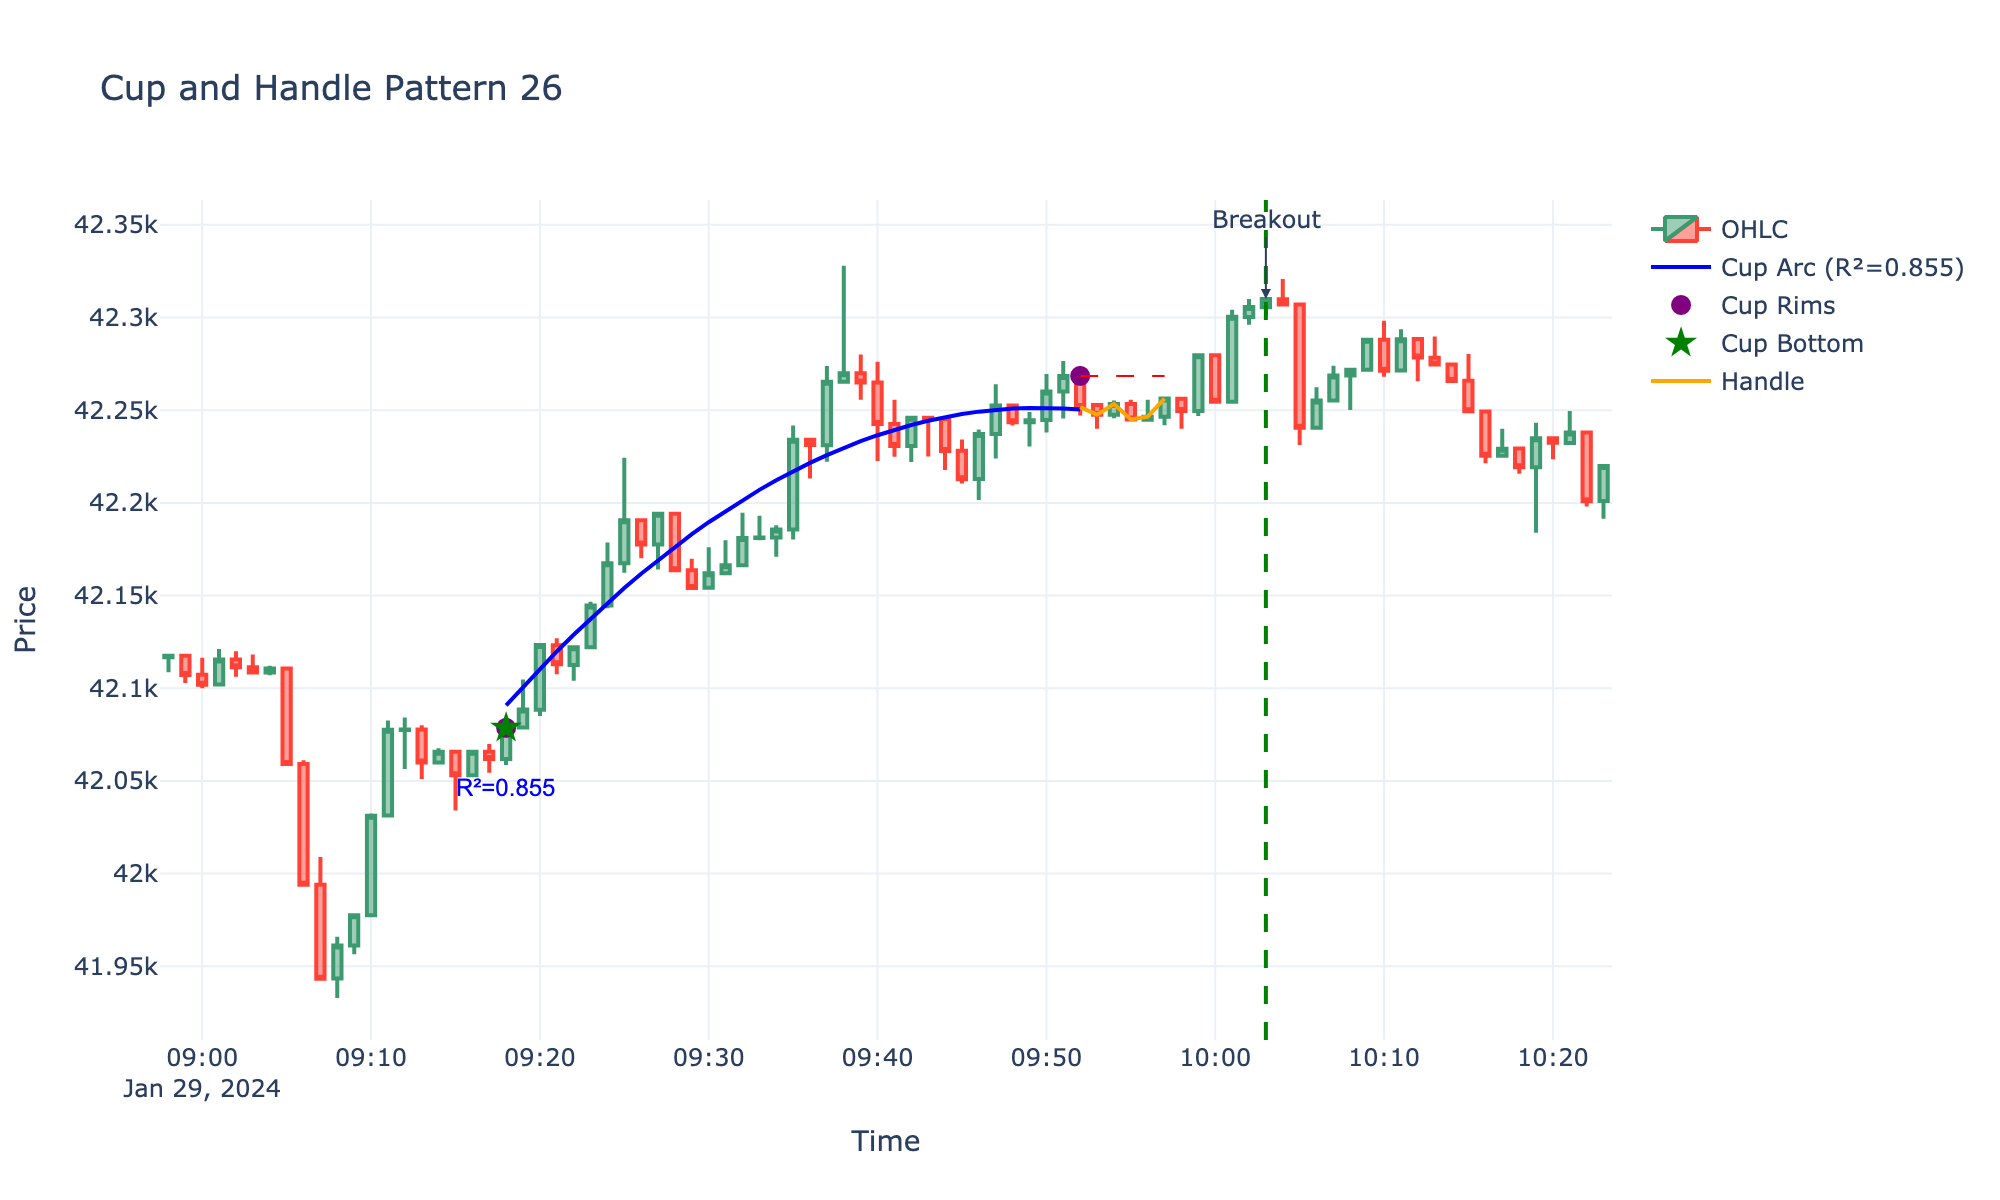 Cup and Handle Pattern 26
Breakout
OHLC
Cup Arc (R²=0.855)
Cup Rims
Cup Bottom
Handle
42.35k
42.3k
42.25k
42.2k
42.15k
42.1k
42.05k
42k
41.95k
Price
R²=0.855
09:00
09:10
09:20
09:30
09:40
09:50
10:00
10:10
10:20
Jan 29, 2024
Time